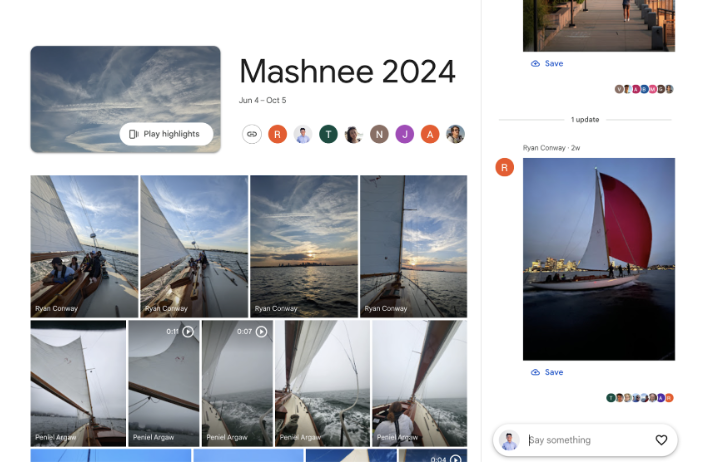 Mashnee 2024
Jun 4 – Oct 5
Play highlights
R
T
N
J
A
Ryan Conway
Ryan Conway
Ryan Conway
Ryan Conway
0:11
0:07
Peniel Argaw
Peniel Argaw
Peniel Argaw
Peniel Argaw
Peniel Argaw
0:04
Save
1 update
Ryan Conway · 2w
R
Save
Say something